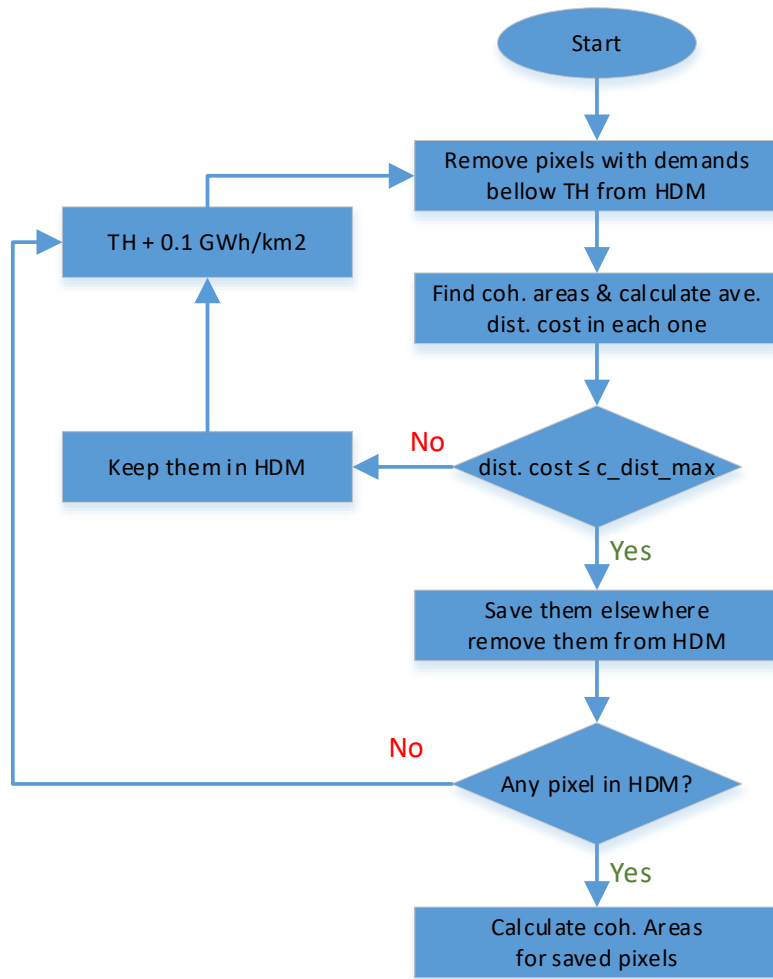 Start
Remove pixels with demands
bellow TH from HDM
TH + 0.1 GWh/km2
Find coh. areas & calculate ave.
dist. cost in each one
No
Keep them in HDM
dist. cost ≤ c_dist_max
Yes
Save them elsewhere
remove them from HDM
No
Any pixel in HDM?
Yes
Calculate coh. Areas
for saved pixels